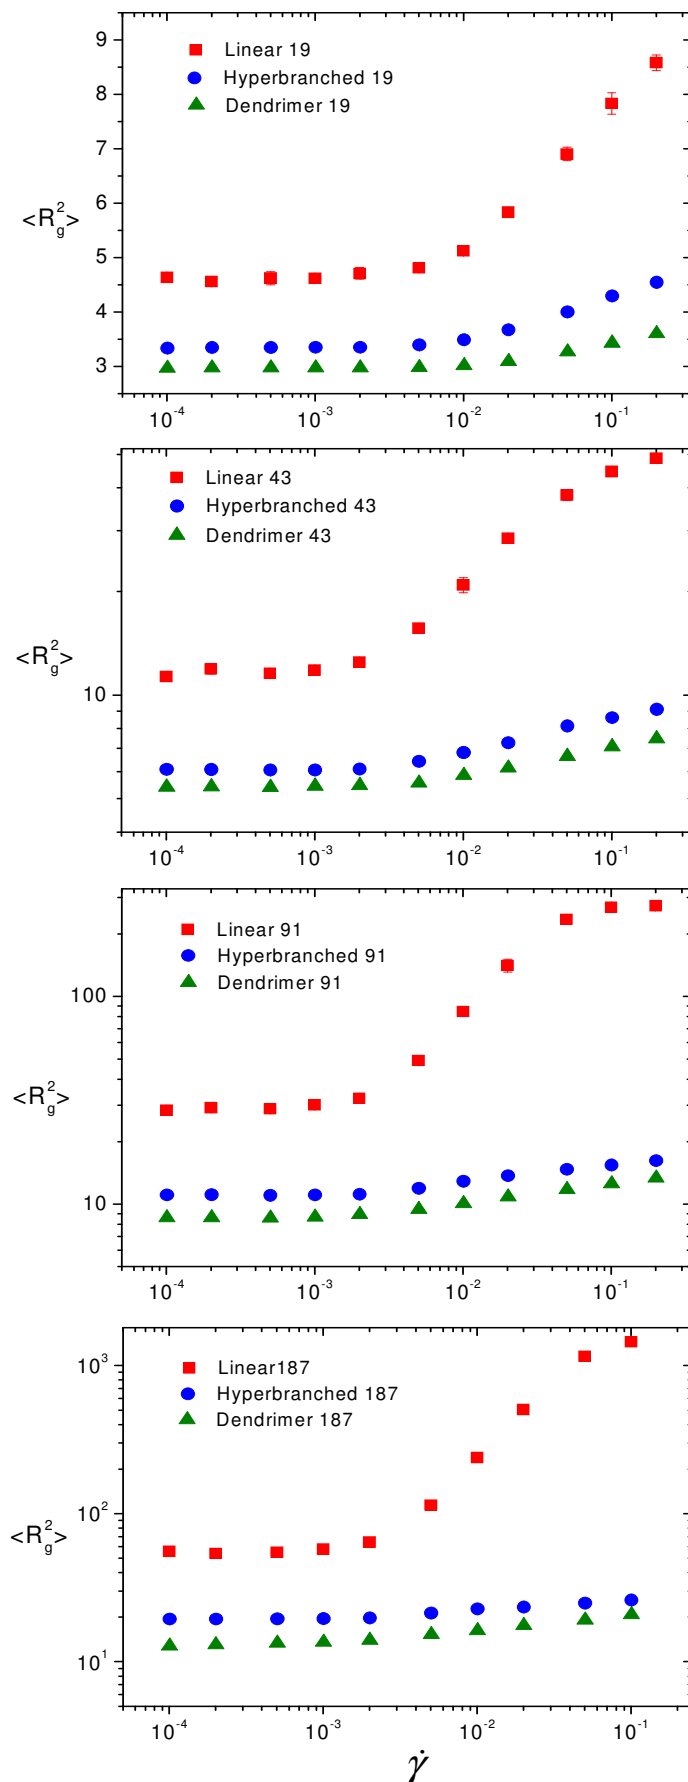 9
8
7
6
5
4
3
<R_g^2>
Linear 19
Hyperbranched 19
Dendrimer 19
10^-4 10^-3 10^-2 10^-1
10
<R_g^2>
Linear 43
Hyperbranched 43
Dendrimer 43
10^-4 10^-3 10^-2 10^-1
100
10
<R_g^2>
Linear 91
Hyperbranched 91
Dendrimer 91
10^-4 10^-3 10^-2 10^-1
10^3
10^2
10^1
<R_g^2>
Linear187
Hyperbranched 187
Dendrimer 187
10^-4 10^-3 10^-2 10^-1
γ̇